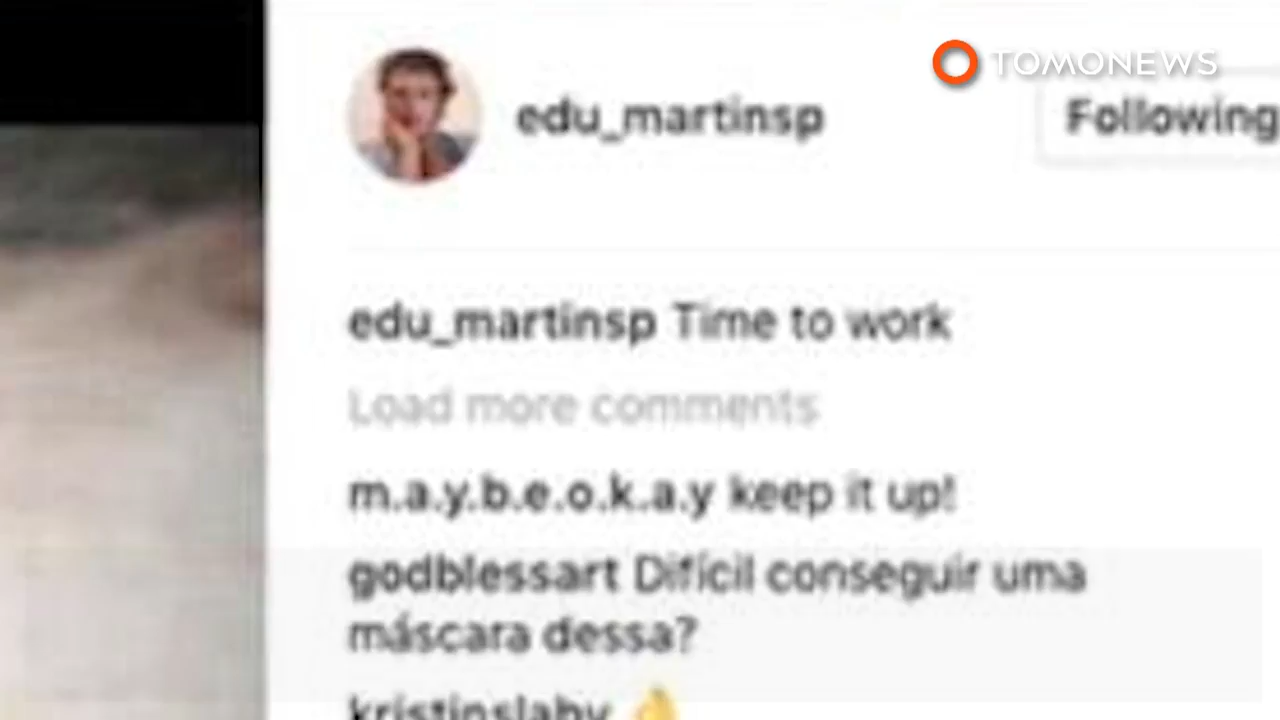 TOMONEWS
edu_martinsp
Following
edu_martinsp Time to work
Load more comments
m.a.y.b.e.o.k.a.y keep it up!
godblessart Difícil conseguir uma
máscara dessa?
kristinslaby 👌